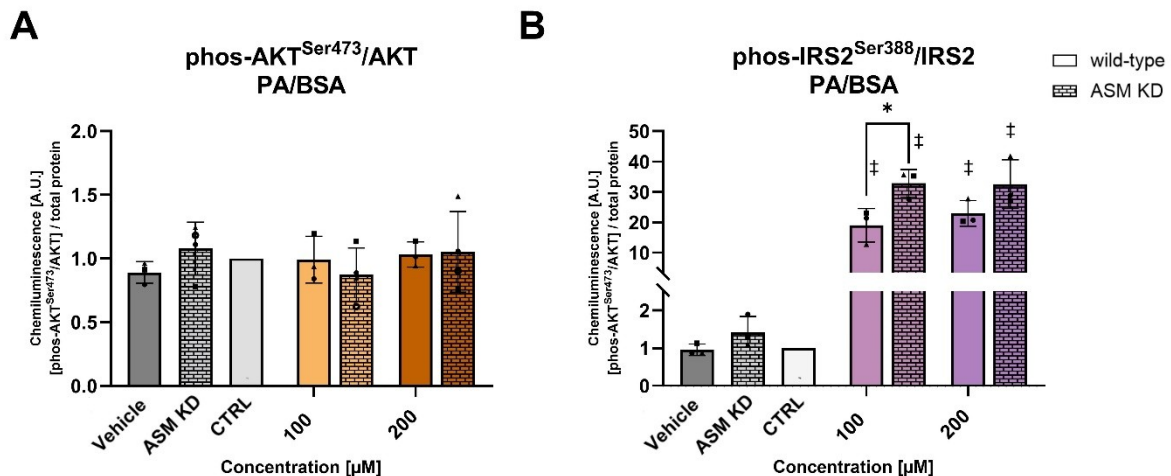 A
phos-AKTSer473/AKT
PA/BSA
Chemiluminescence [A.U.]
[phos-AKTSer473/AKT] / total protein
2.0
1.5
1.0
0.5
0.0
Vehicle
ASM KD
CTRL
100
200
Concentration [µM]
B
phos-IRS2Ser388/IRS2
PA/BSA
wild-type
ASM KD
Chemiluminescence [A.U.]
[phos-AKTSer473/AKT] / total protein
50
40
30
20
10
2
1
0
*
‡
‡
‡
‡
Vehicle
ASM KD
CTRL
100
200
Concentration [µM]